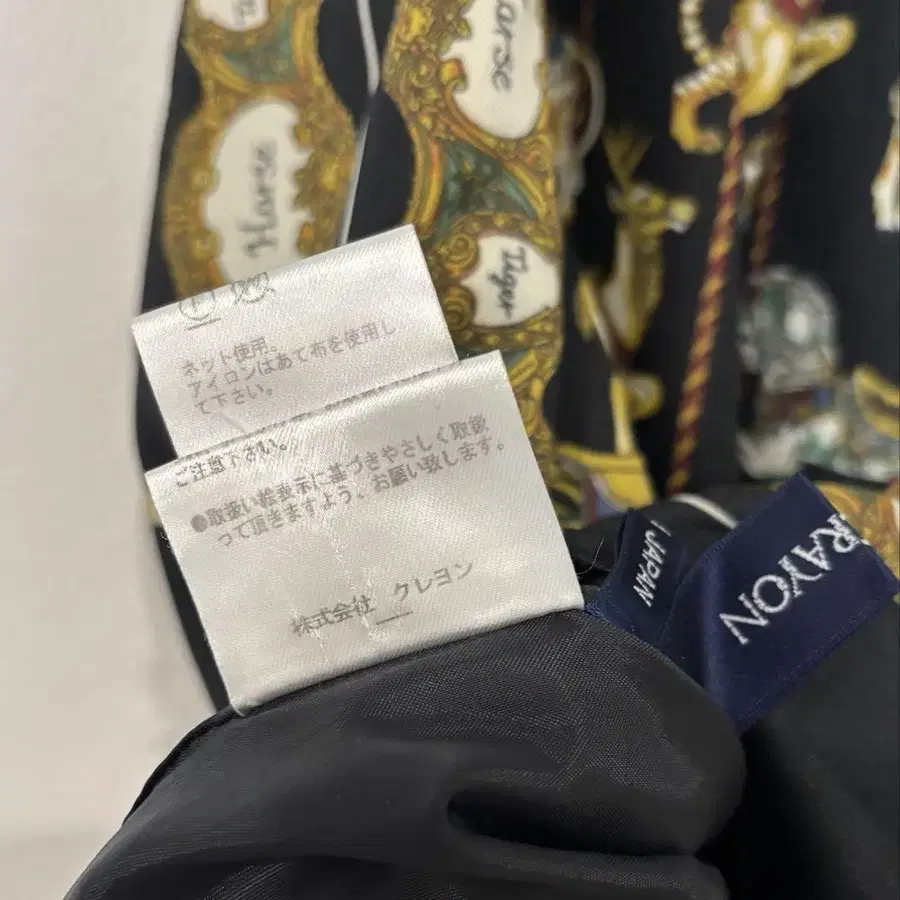 Horse
Horse
Tiger
ネット使用。
アイロンはあて布を使用し
て下さい。
ご注意下さい。
●取扱い絵表示に基づきやさしく取扱
って頂きますよう、お願い致します。
株式会社 クレヨン
JAPAN
RAYON